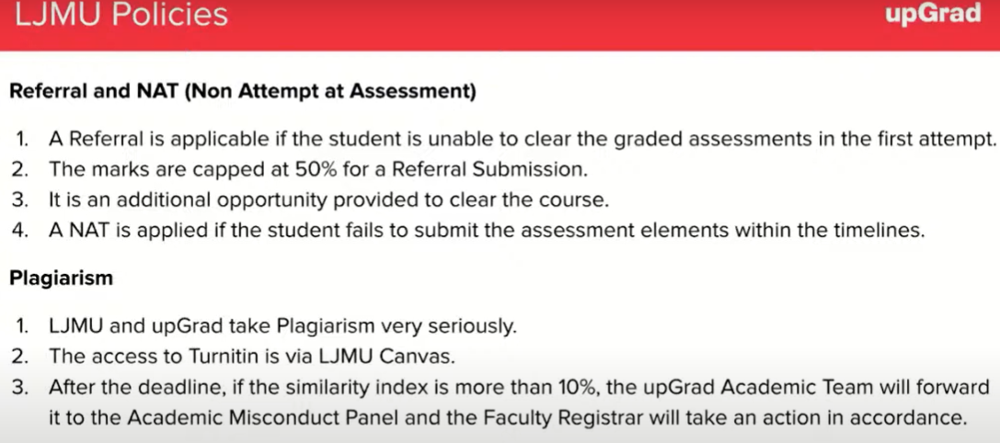 LJMU Policies
upGrad
Referral and NAT (Non Attempt at Assessment)
1. A Referral is applicable if the student is unable to clear the graded assessments in the first attempt.
2. The marks are capped at 50% for a Referral Submission.
3. It is an additional opportunity provided to clear the course.
4. A NAT is applied if the student fails to submit the assessment elements within the timelines.
Plagiarism
1. LJMU and upGrad take Plagiarism very seriously.
2. The access to Turnitin is via LJMU Canvas.
3. After the deadline, if the similarity index is more than 10%, the upGrad Academic Team will forward
it to the Academic Misconduct Panel and the Faculty Registrar will take an action in accordance.